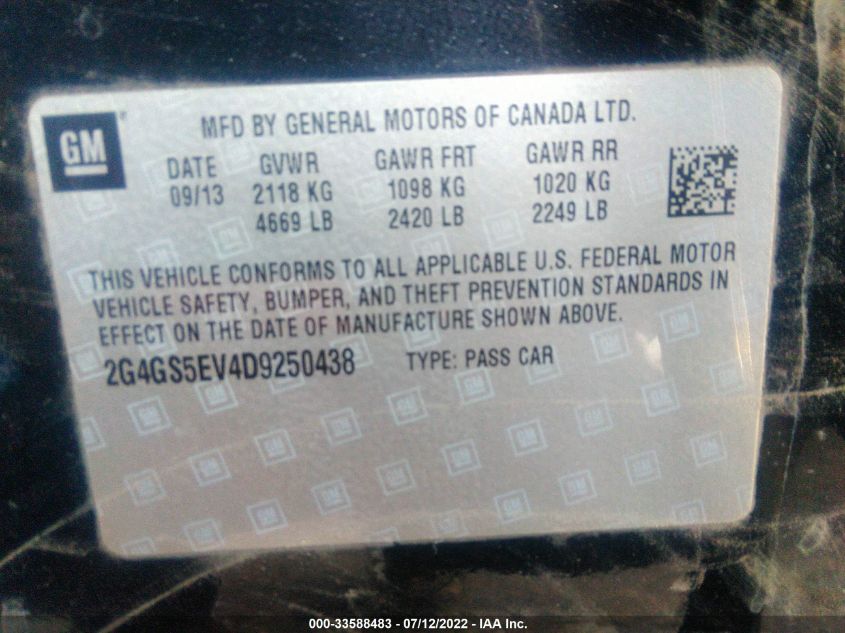 GM®
MFD BY GENERAL MOTORS OF CANADA LTD.
DATE GVWR GAWR FRT GAWR RR
09/13 2118 KG 1098 KG 1020 KG
4669 LB 2420 LB 2249 LB
THIS VEHICLE CONFORMS TO ALL APPLICABLE U.S. FEDERAL MOTOR
VEHICLE SAFETY, BUMPER, AND THEFT PREVENTION STANDARDS IN
EFFECT ON THE DATE OF MANUFACTURE SHOWN ABOVE.
2G4GS5EV4D9250438 TYPE: PASS CAR
000-33588483 - 07/12/2022 - IAA Inc.